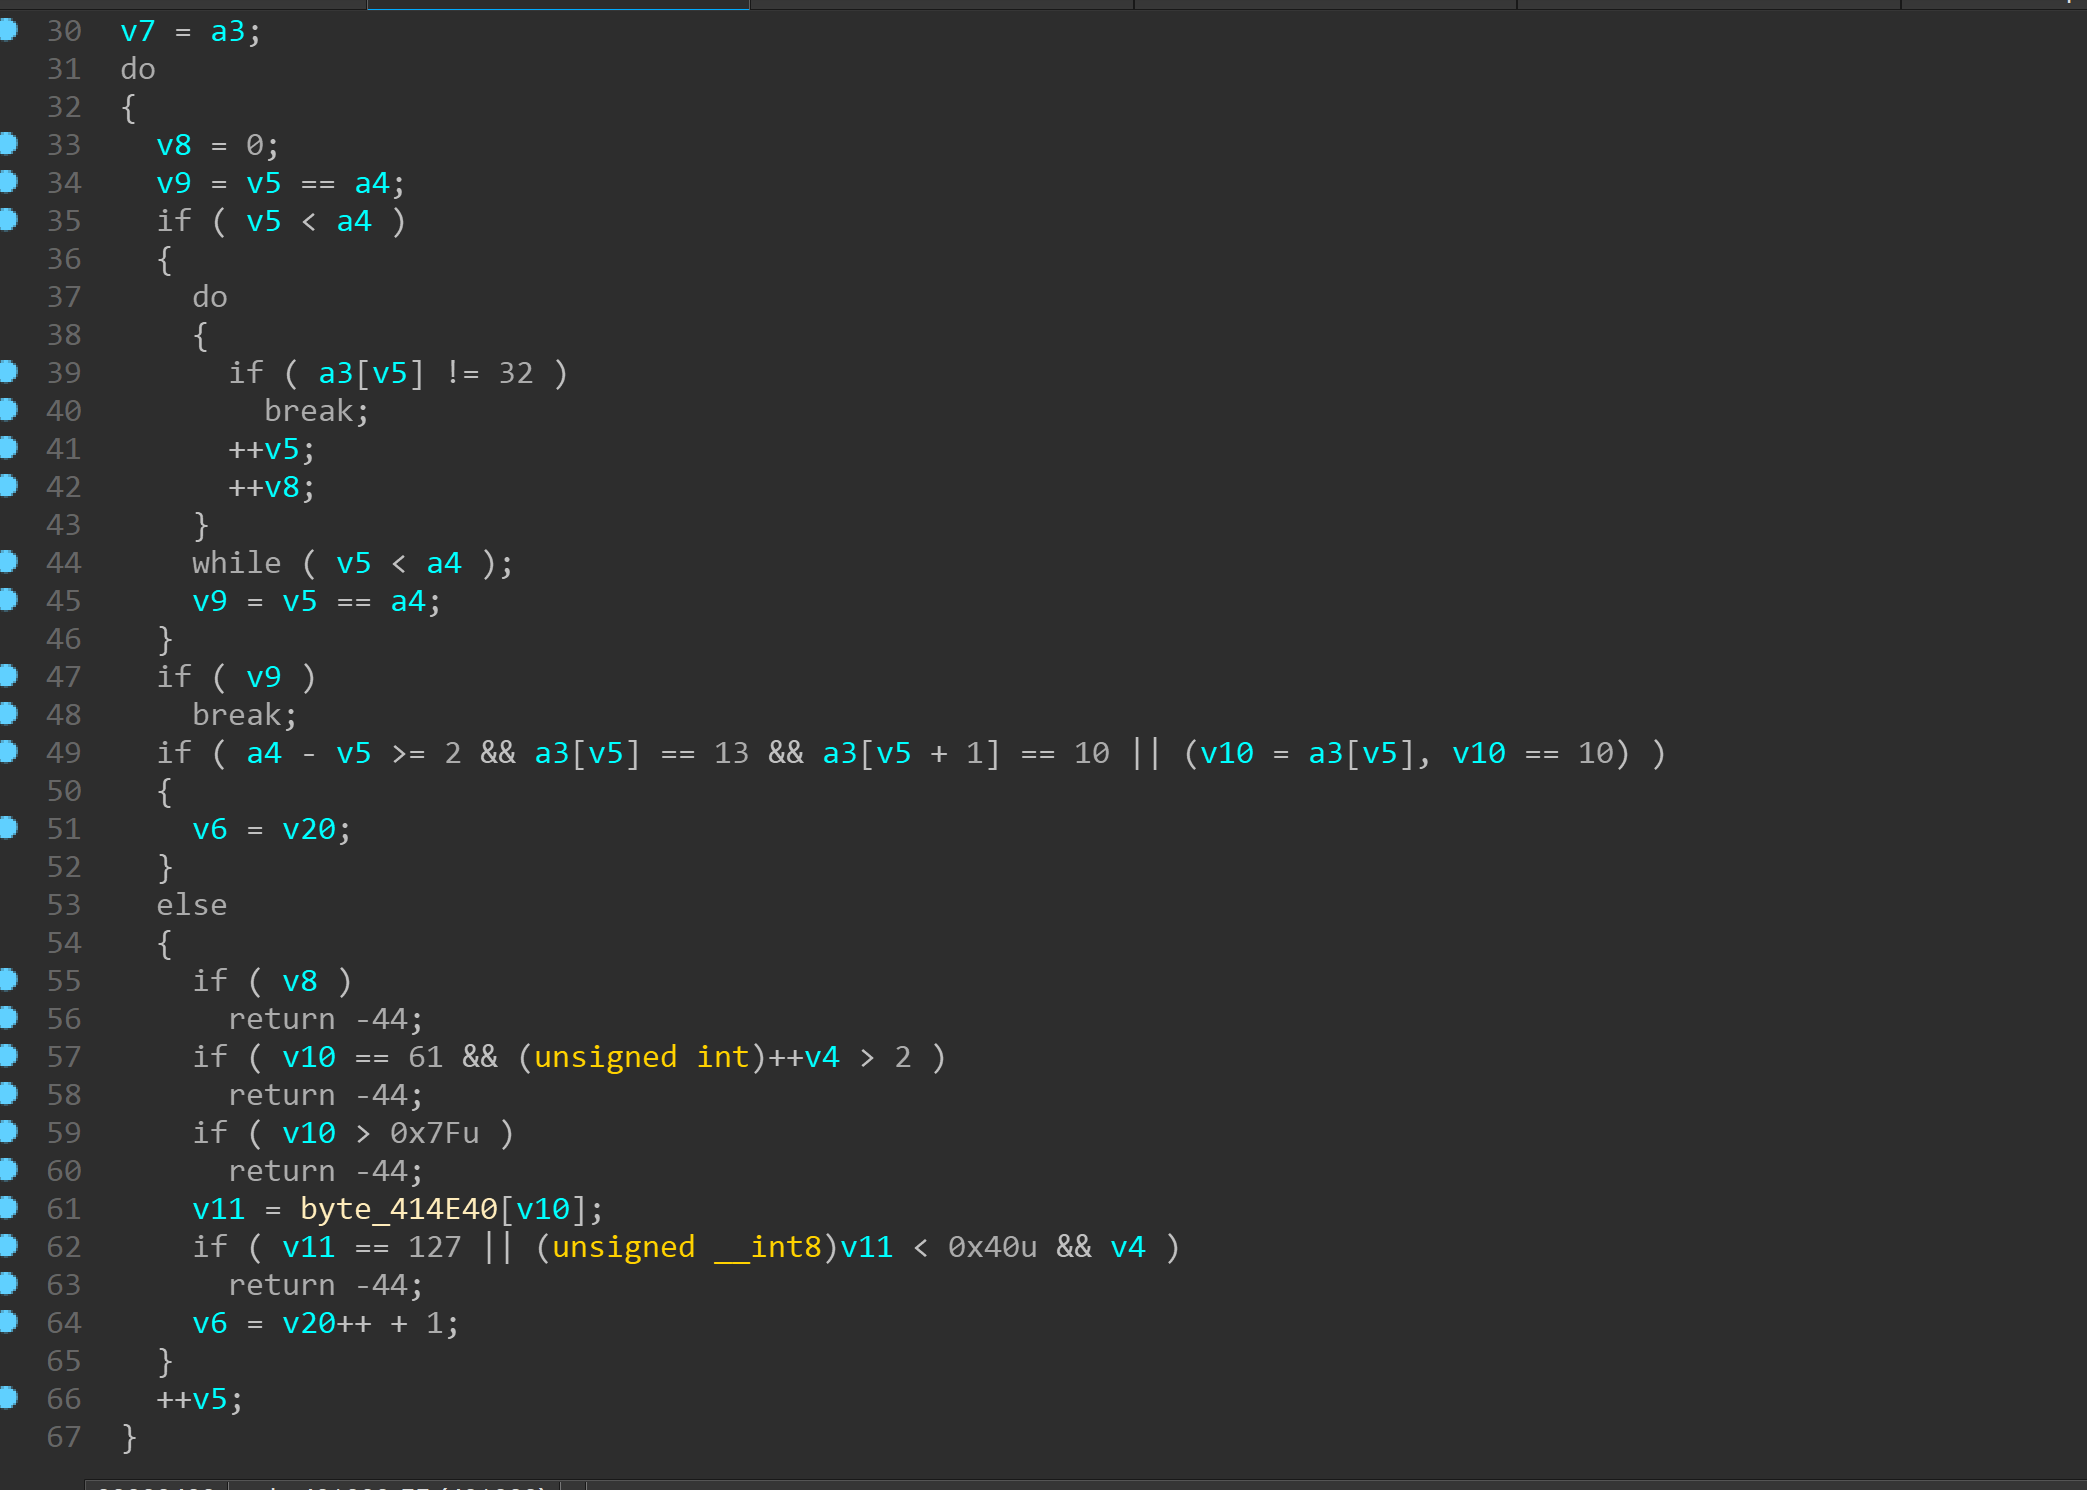 30 v7 = a3;
31 do
32 {
33 v8 = 0;
34 v9 = v5 == a4;
35 if ( v5 < a4 )
36 {
37 do
38 {
39 if ( a3[v5] != 32 )
40 break;
41 ++v5;
42 ++v8;
43 }
44 while ( v5 < a4 );
45 v9 = v5 == a4;
46 }
47 if ( v9 )
48 break;
49 if ( a4 - v5 >= 2 && a3[v5] == 13 && a3[v5 + 1] == 10 || (v10 = a3[v5], v10 == 10) )
50 {
51 v6 = v20;
52 }
53 else
54 {
55 if ( v8 )
56 return -44;
57 if ( v10 == 61 && (unsigned int)++v4 > 2 )
58 return -44;
59 if ( v10 > 0x7Fu )
60 return -44;
61 v11 = byte_414E40[v10];
62 if ( v11 == 127 || (unsigned __int8)v11 < 0x40u && v4 )
63 return -44;
64 v6 = v20++ + 1;
65 }
66 ++v5;
67 }